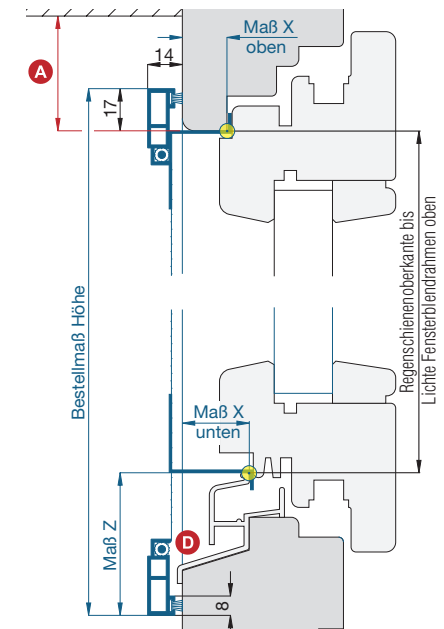 Maß X
oben
14
A
17
Bestellmaß Höhe
Regenschienenoberkante bis
Lichte Fensterblendrahmen oben
Maß X
unten
Maß Z
D
8